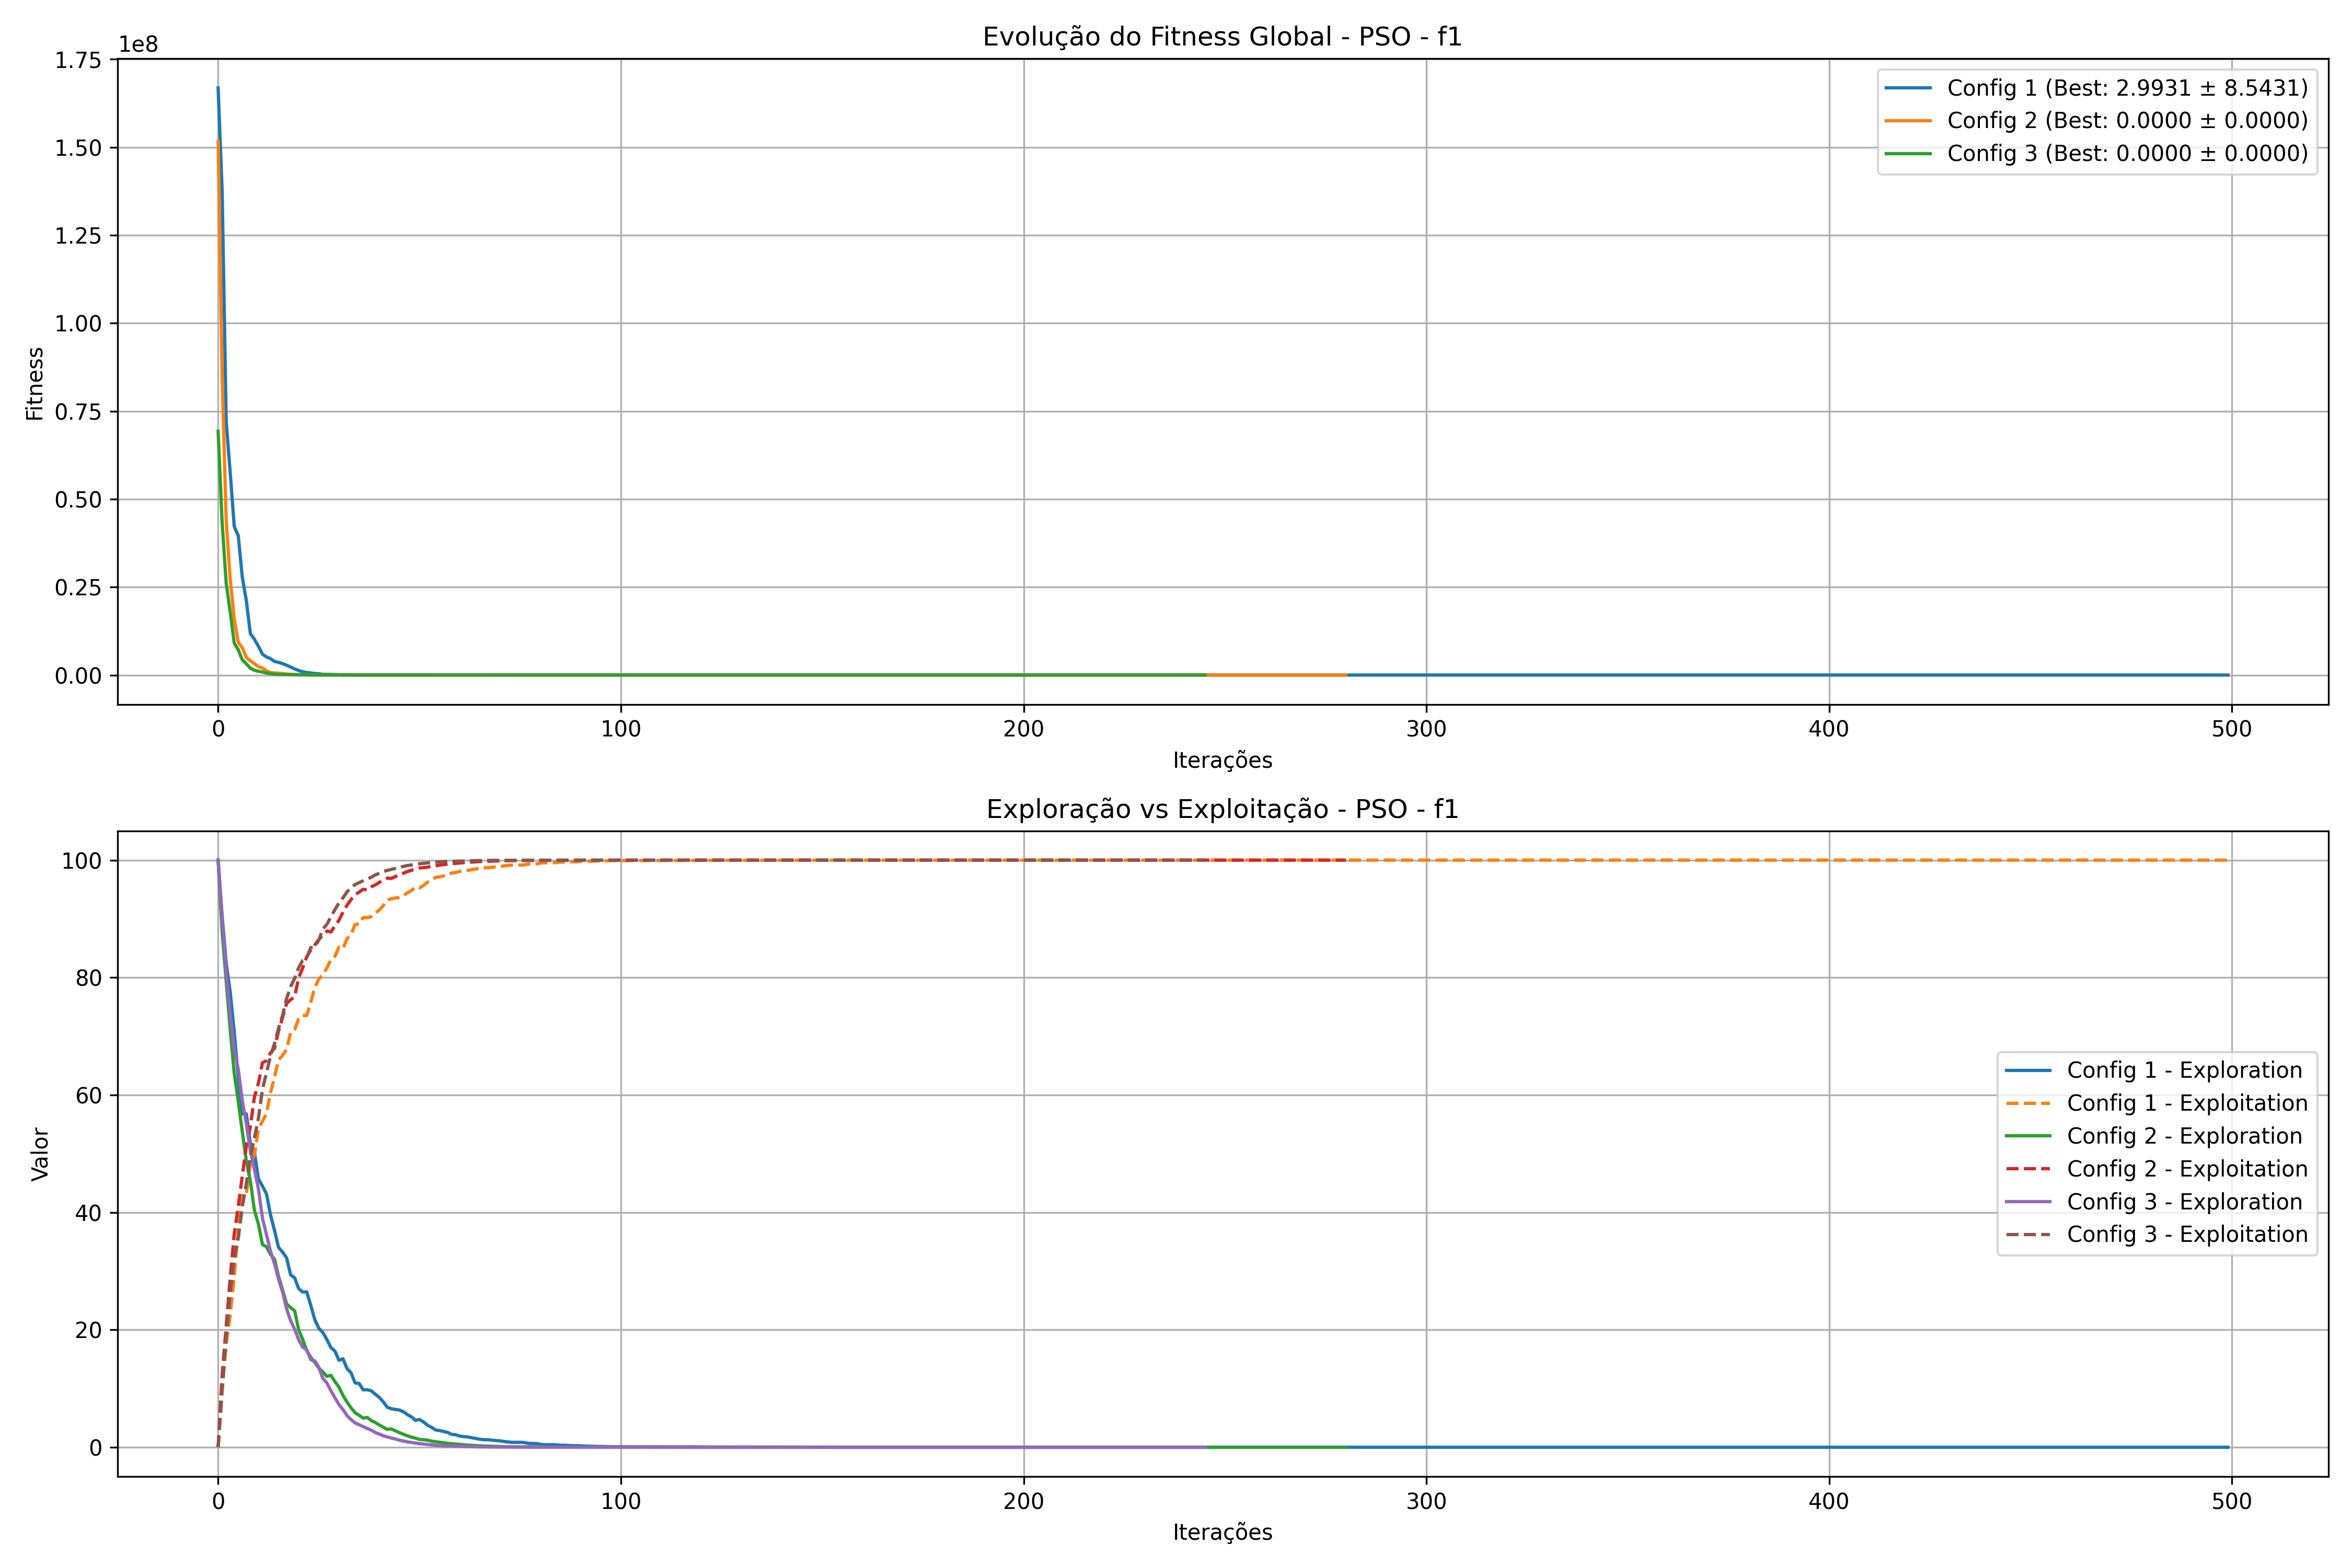 Evolução do Fitness Global - PSO - f1
1e8
1.75
1.50
1.25
1.00
0.75
0.50
0.25
0.00
Fitness
Config 1 (Best: 2.9931 ± 8.5431)
Config 2 (Best: 0.0000 ± 0.0000)
Config 3 (Best: 0.0000 ± 0.0000)
0 100 200 300 400 500
Iterações
Exploração vs Exploitação - PSO - f1
100
80
60
40
20
0
Valor
Config 1 - Exploration
Config 1 - Exploitation
Config 2 - Exploration
Config 2 - Exploitation
Config 3 - Exploration
Config 3 - Exploitation
0 100 200 300 400 500
Iterações